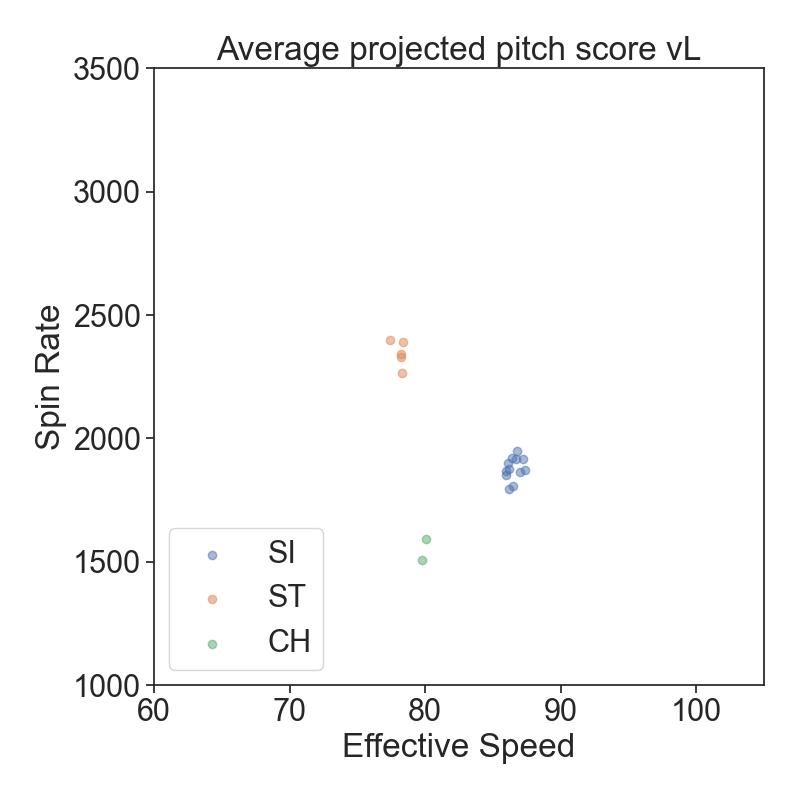 Average projected pitch score vL
3500
3000
2500
2000
1500
1000
Spin Rate
SI
ST
CH
60 70 80 90 100
Effective Speed